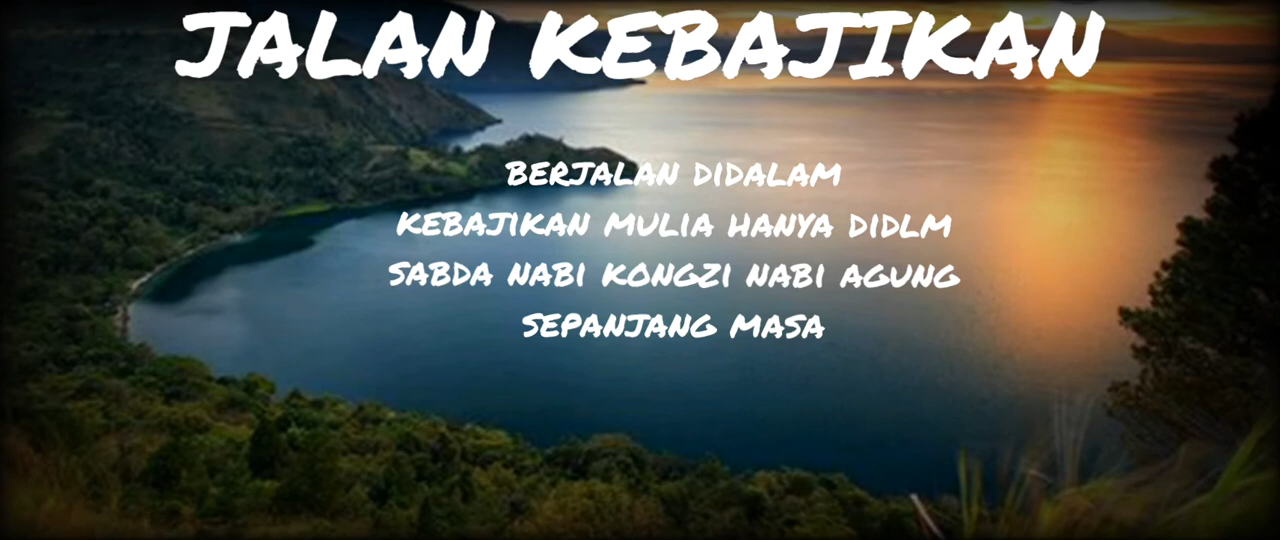 JALAN KEBAJIKAN
BERJALAN DIDALAM
KEBAJIKAN MULIA HANYA DIDLM
SABDA NABI KONGZI NABI AGUNG
SEPANJANG MASA